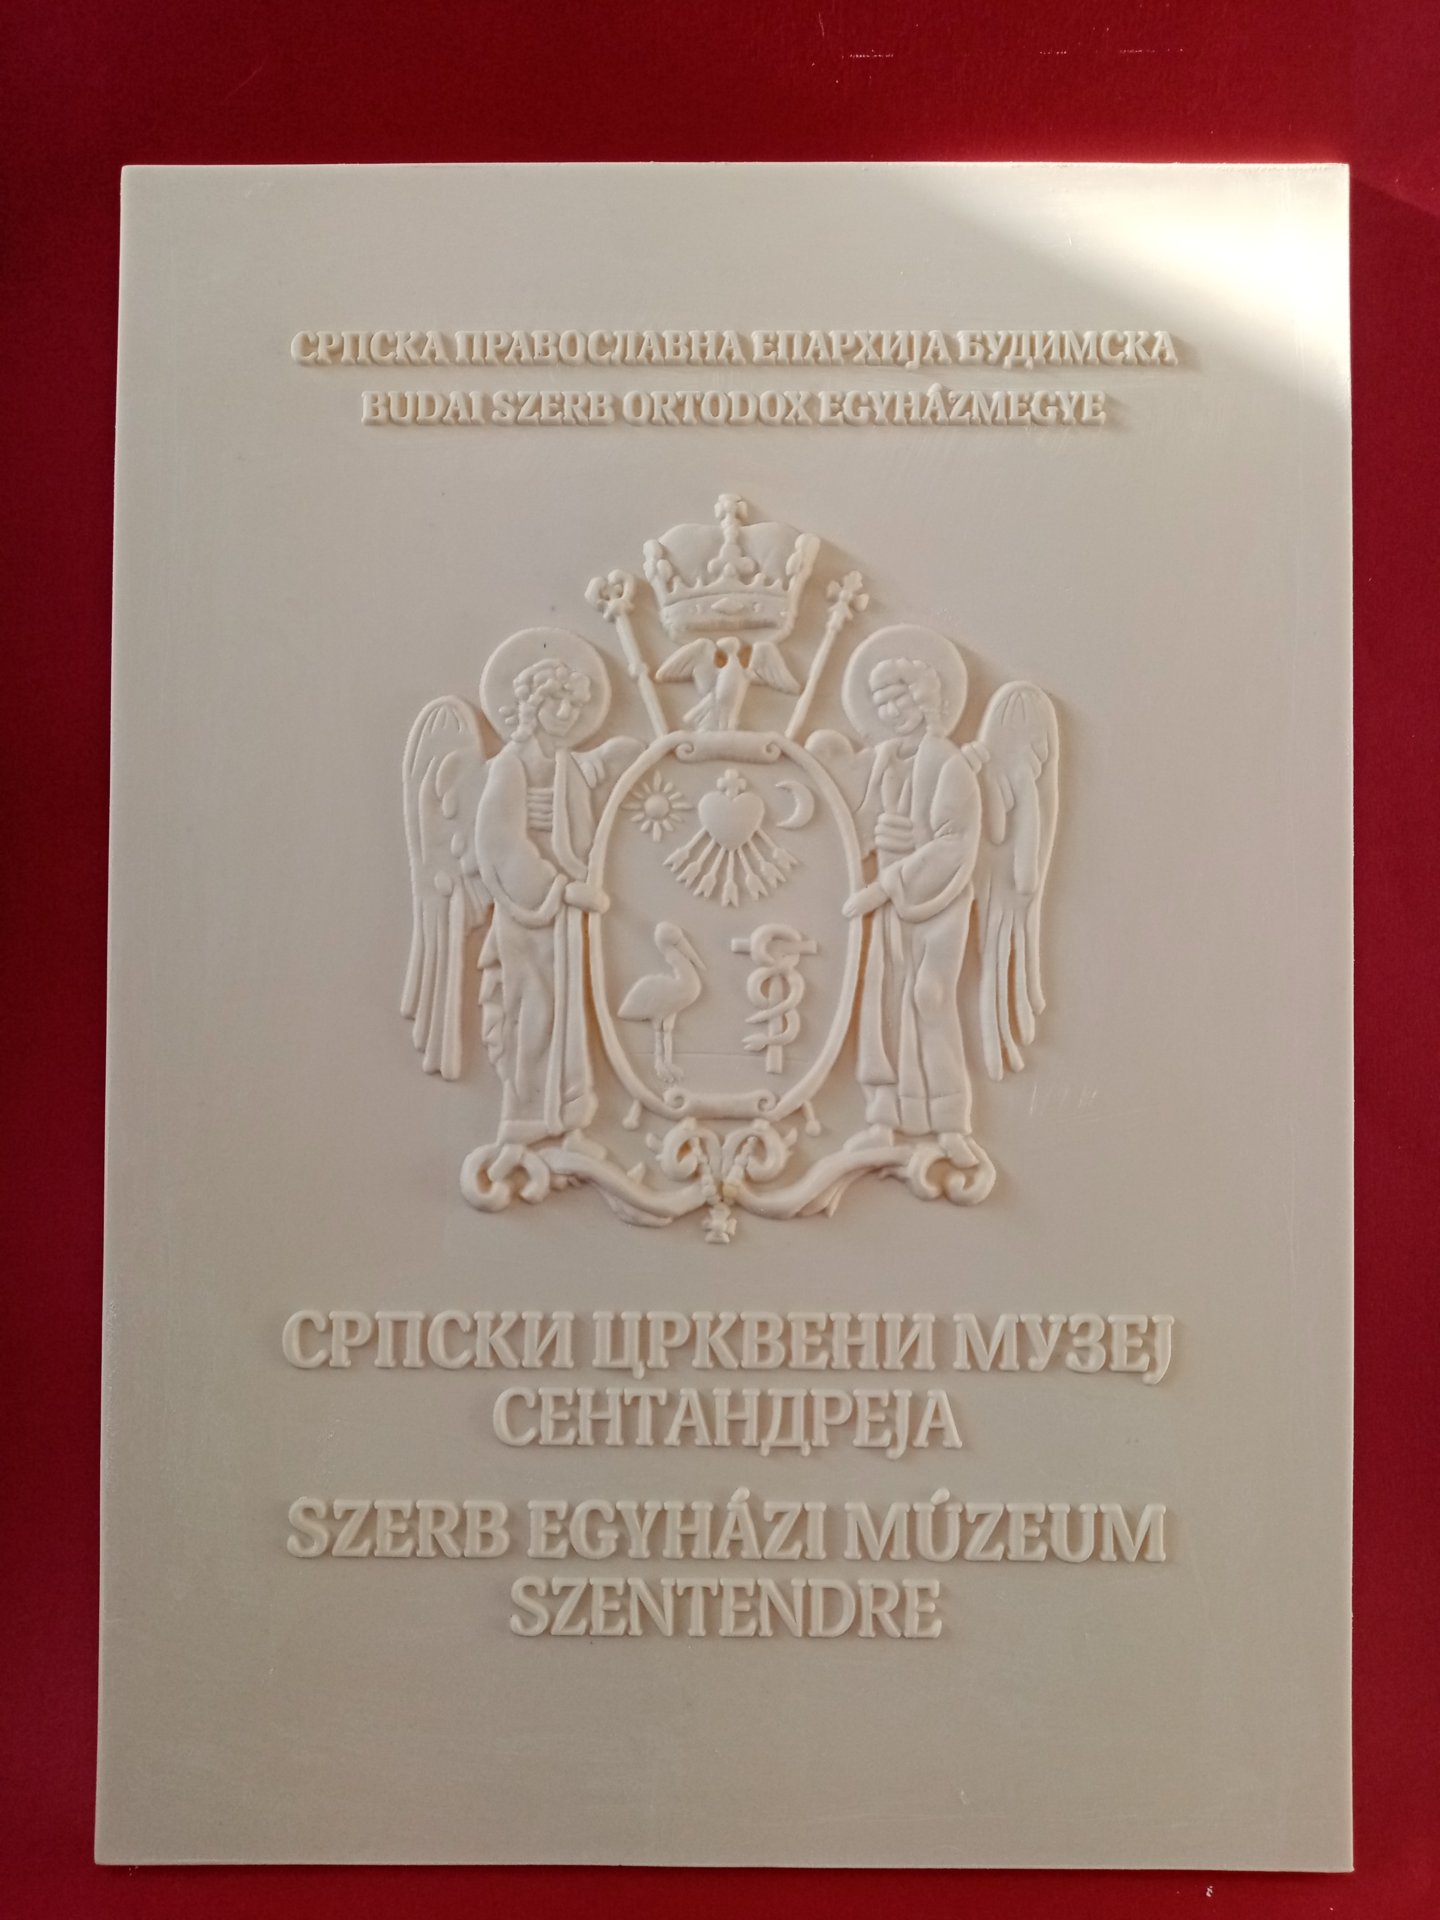 СРПСКА ПРАВОСЛАВНА ЕПАРХИЈА БУДИМСКА
BUDAI SZERB ORTODOX EGYHÁZMEGYE
СРПСКИ ЦРКВЕНИ МУЗЕЈ
СЕНТАНДРЕЈА
SZERB EGYHÁZI MÚZEUM
SZENTENDRE